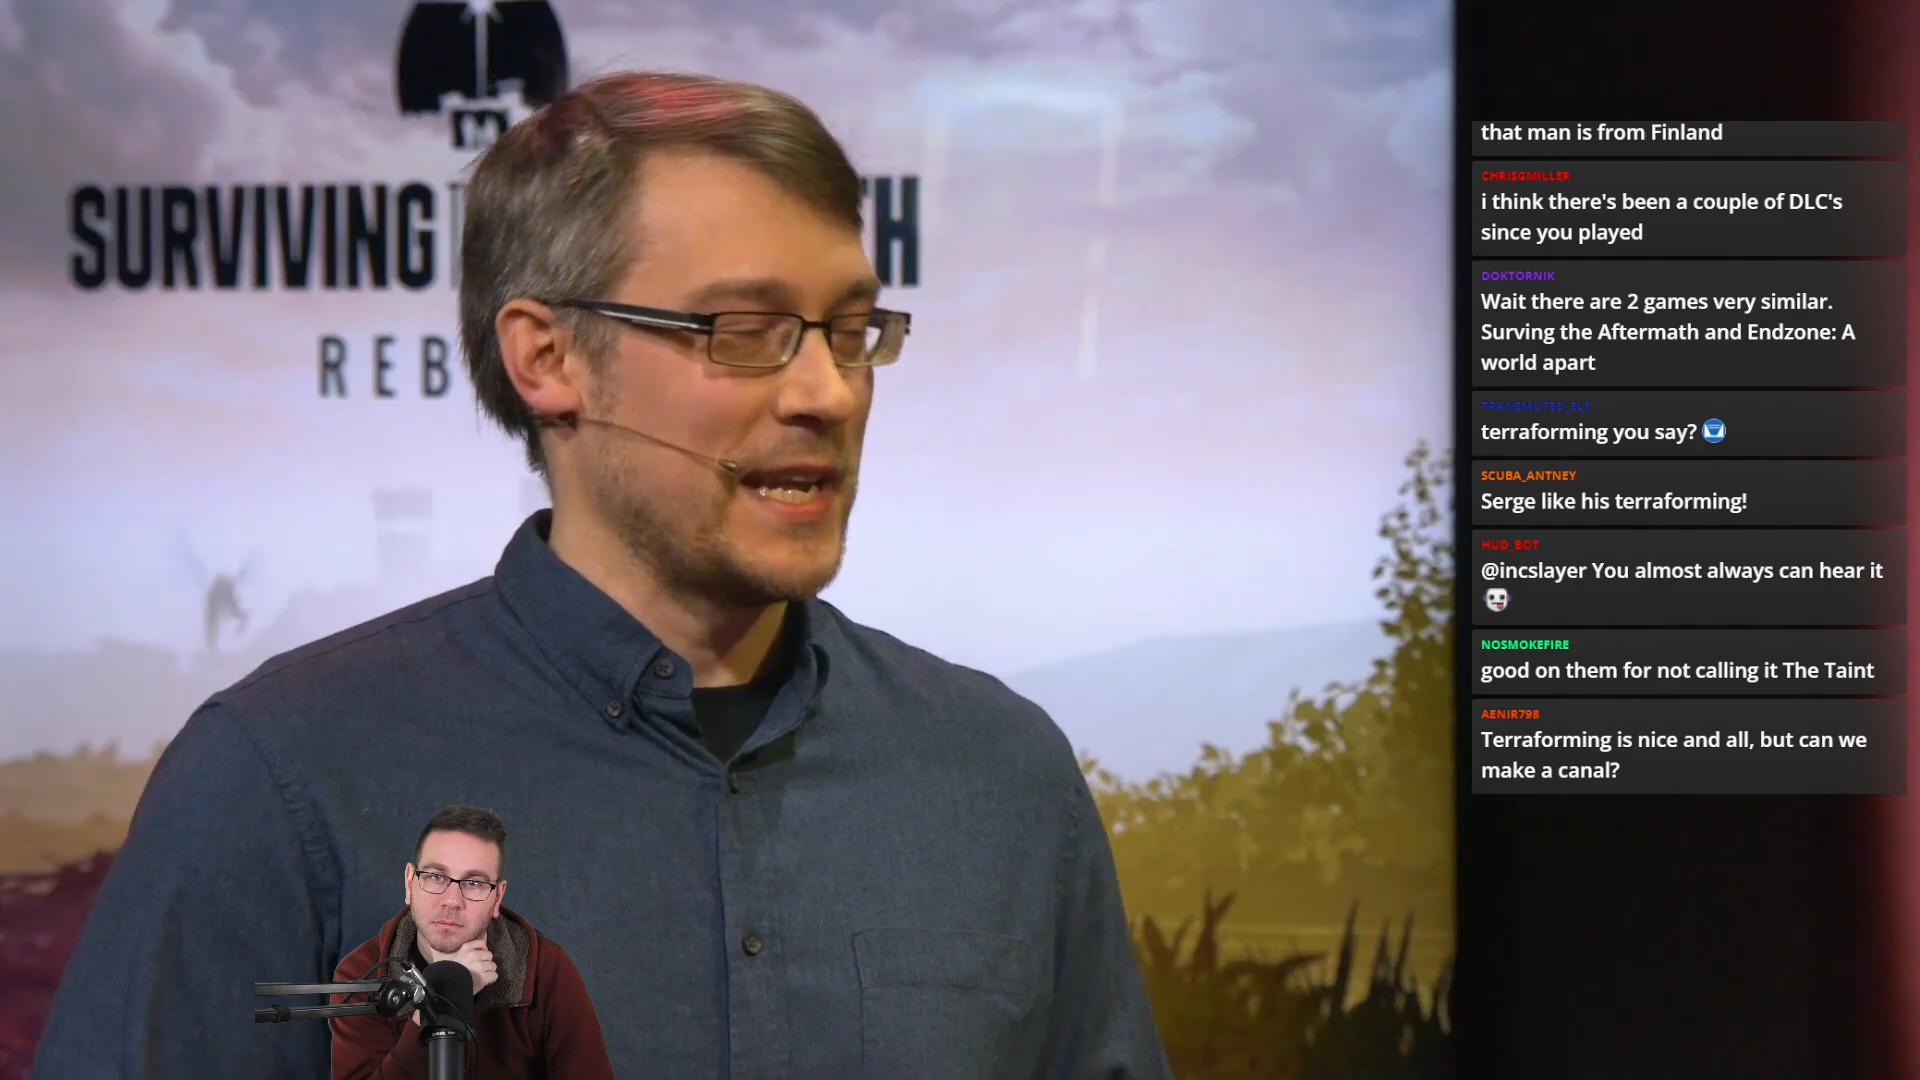 SURVIVING
TH
REB
that man is from Finland
CHRISGMILLER
i think there's been a couple of DLC's
since you played
DOKTORNIK
Wait there are 2 games very similar.
Surving the Aftermath and Endzone: A
world apart
TRANSMUTED_ELF
terraforming you say?
SCUBA_ANTNEY
Serge like his terraforming!
HUD_BOT
@incslayer You almost always can hear it
NOSMOKEFIRE
good on them for not calling it The Taint
AENIR798
Terraforming is nice and all, but can we
make a canal?